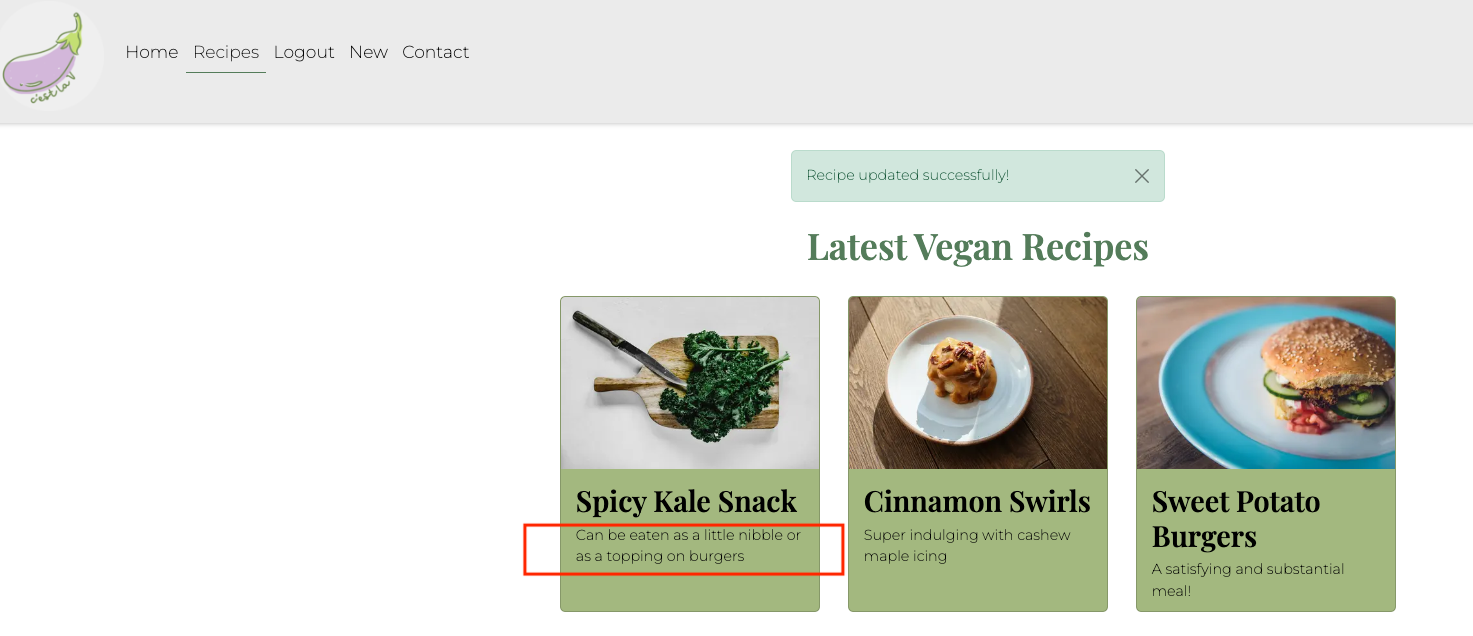 c'est la V
Home Recipes Logout New Contact
Recipe updated successfully!
Latest Vegan Recipes
Spicy Kale Snack
Can be eaten as a little nibble or
as a topping on burgers
Cinnamon Swirls
Super indulging with cashew
maple icing
Sweet Potato
Burgers
A satisfying and substantial
meal!